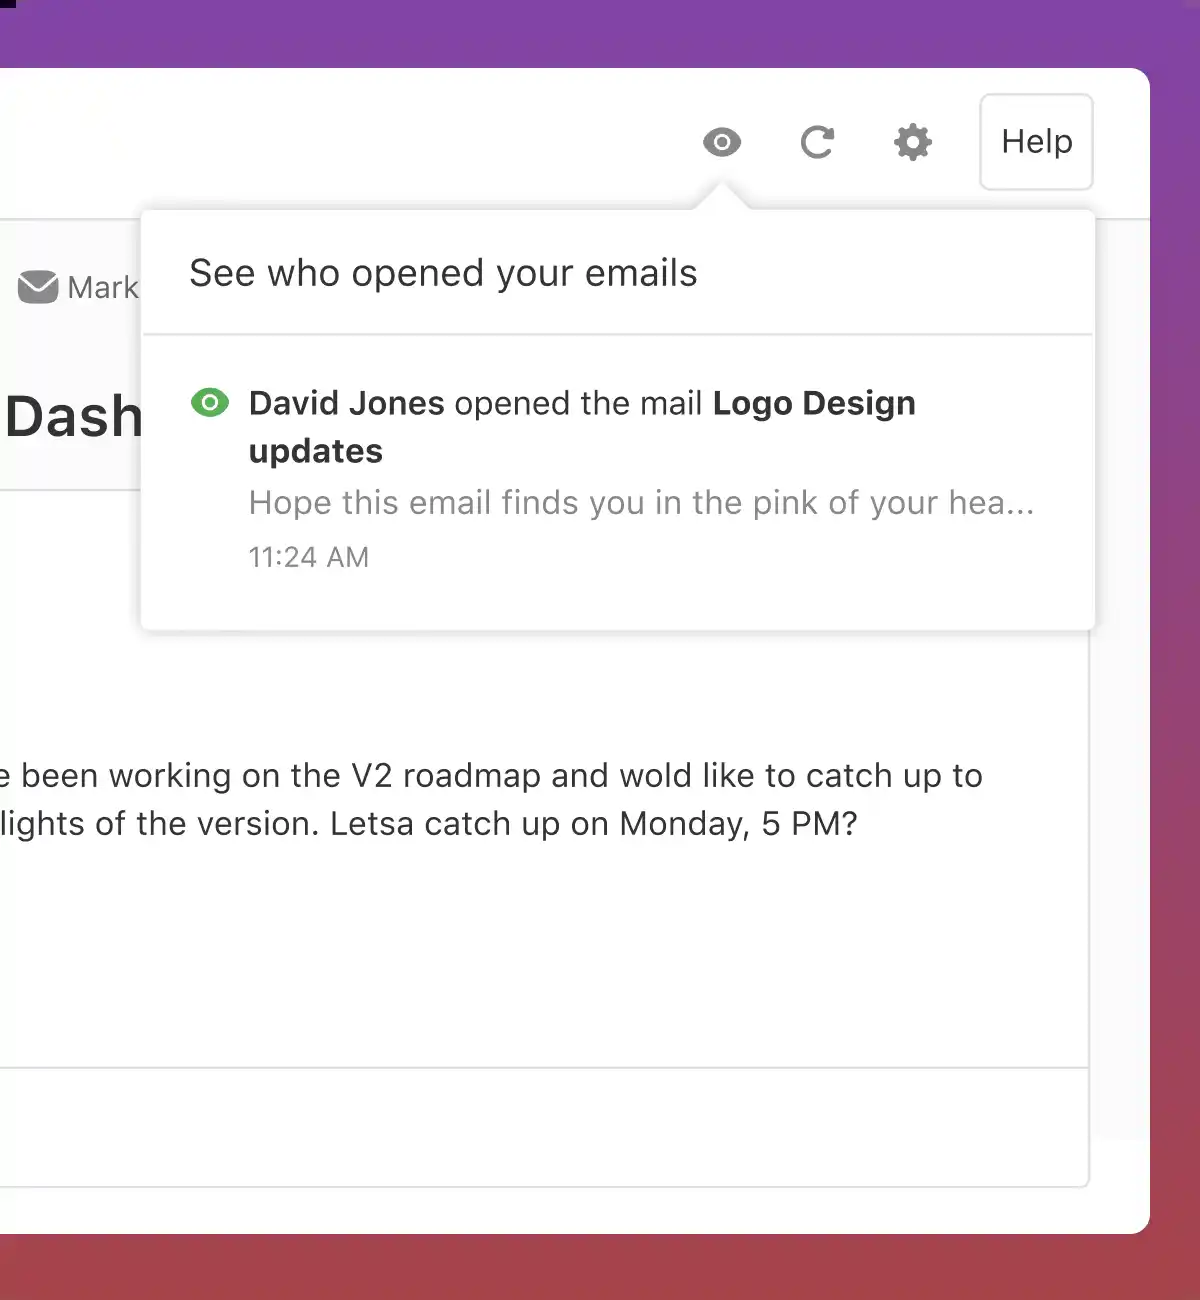 Help
See who opened your emails
Mark
David Jones opened the mail Logo Design
updates
Dash
Hope this email finds you in the pink of your hea...
11:24 AM
e been working on the V2 roadmap and wold like to catch up to
lights of the version. Letsa catch up on Monday, 5 PM?